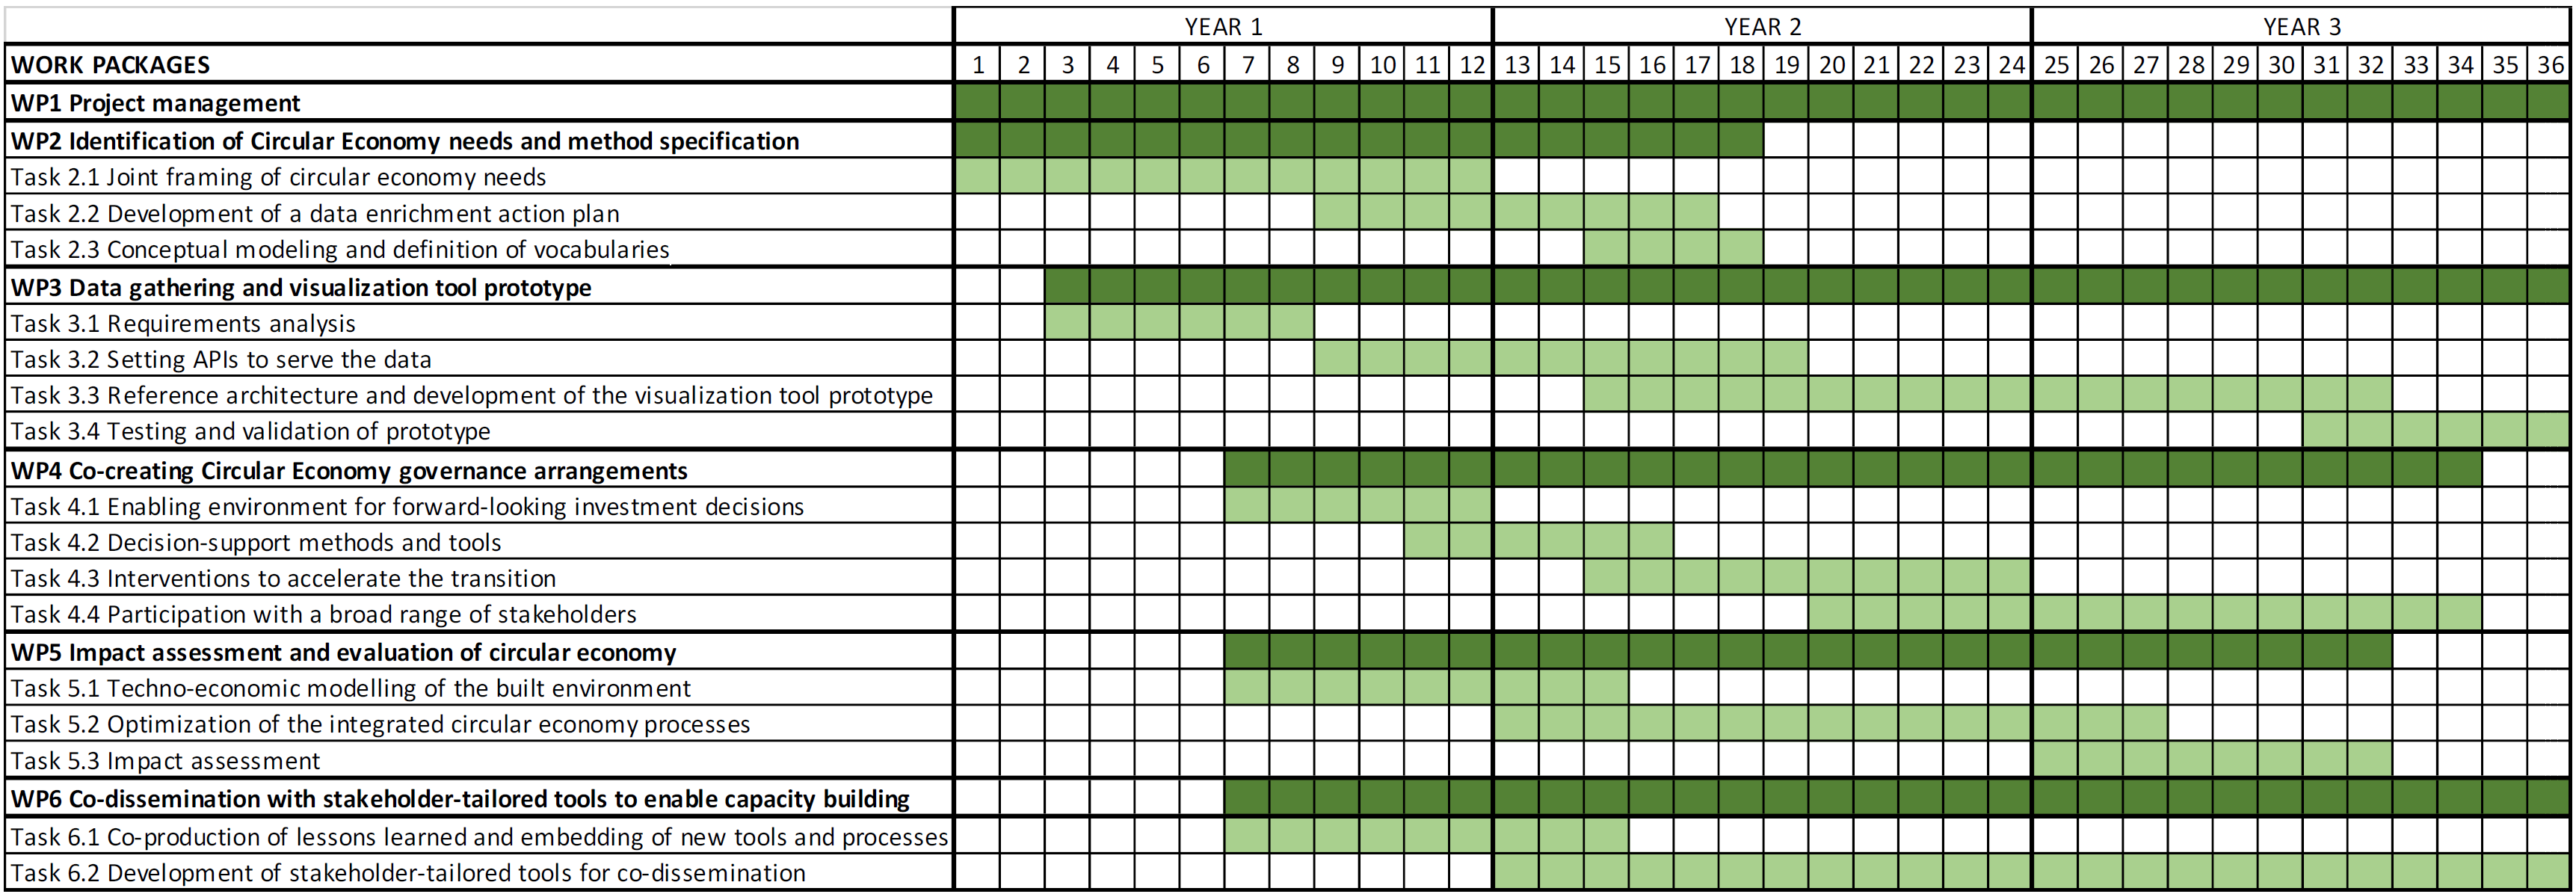 YEAR 1 YEAR 2 YEAR 3
WORK PACKAGES 1 2 3 4 5 6 7 8 9 10 11 12 13 14 15 16 17 18 19 20 21 22 23 24 25 26 27 28 29 30 31 32 33 34 35 36
WP1 Project management
WP2 Identification of Circular Economy needs and method specification
Task 2.1 Joint framing of circular economy needs
Task 2.2 Development of a data enrichment action plan
Task 2.3 Conceptual modeling and definition of vocabularies
WP3 Data gathering and visualization tool prototype
Task 3.1 Requirements analysis
Task 3.2 Setting APIs to serve the data
Task 3.3 Reference architecture and development of the visualization tool prototype
Task 3.4 Testing and validation of prototype
WP4 Co-creating Circular Economy governance arrangements
Task 4.1 Enabling environment for forward-looking investment decisions
Task 4.2 Decision-support methods and tools
Task 4.3 Interventions to accelerate the transition
Task 4.4 Participation with a broad range of stakeholders
WP5 Impact assessment and evaluation of circular economy
Task 5.1 Techno-economic modelling of the built environment
Task 5.2 Optimization of the integrated circular economy processes
Task 5.3 Impact assessment
WP6 Co-dissemination with stakeholder-tailored tools to enable capacity building
Task 6.1 Co-production of lessons learned and embedding of new tools and processes
Task 6.2 Development of stakeholder-tailored tools for co-dissemination